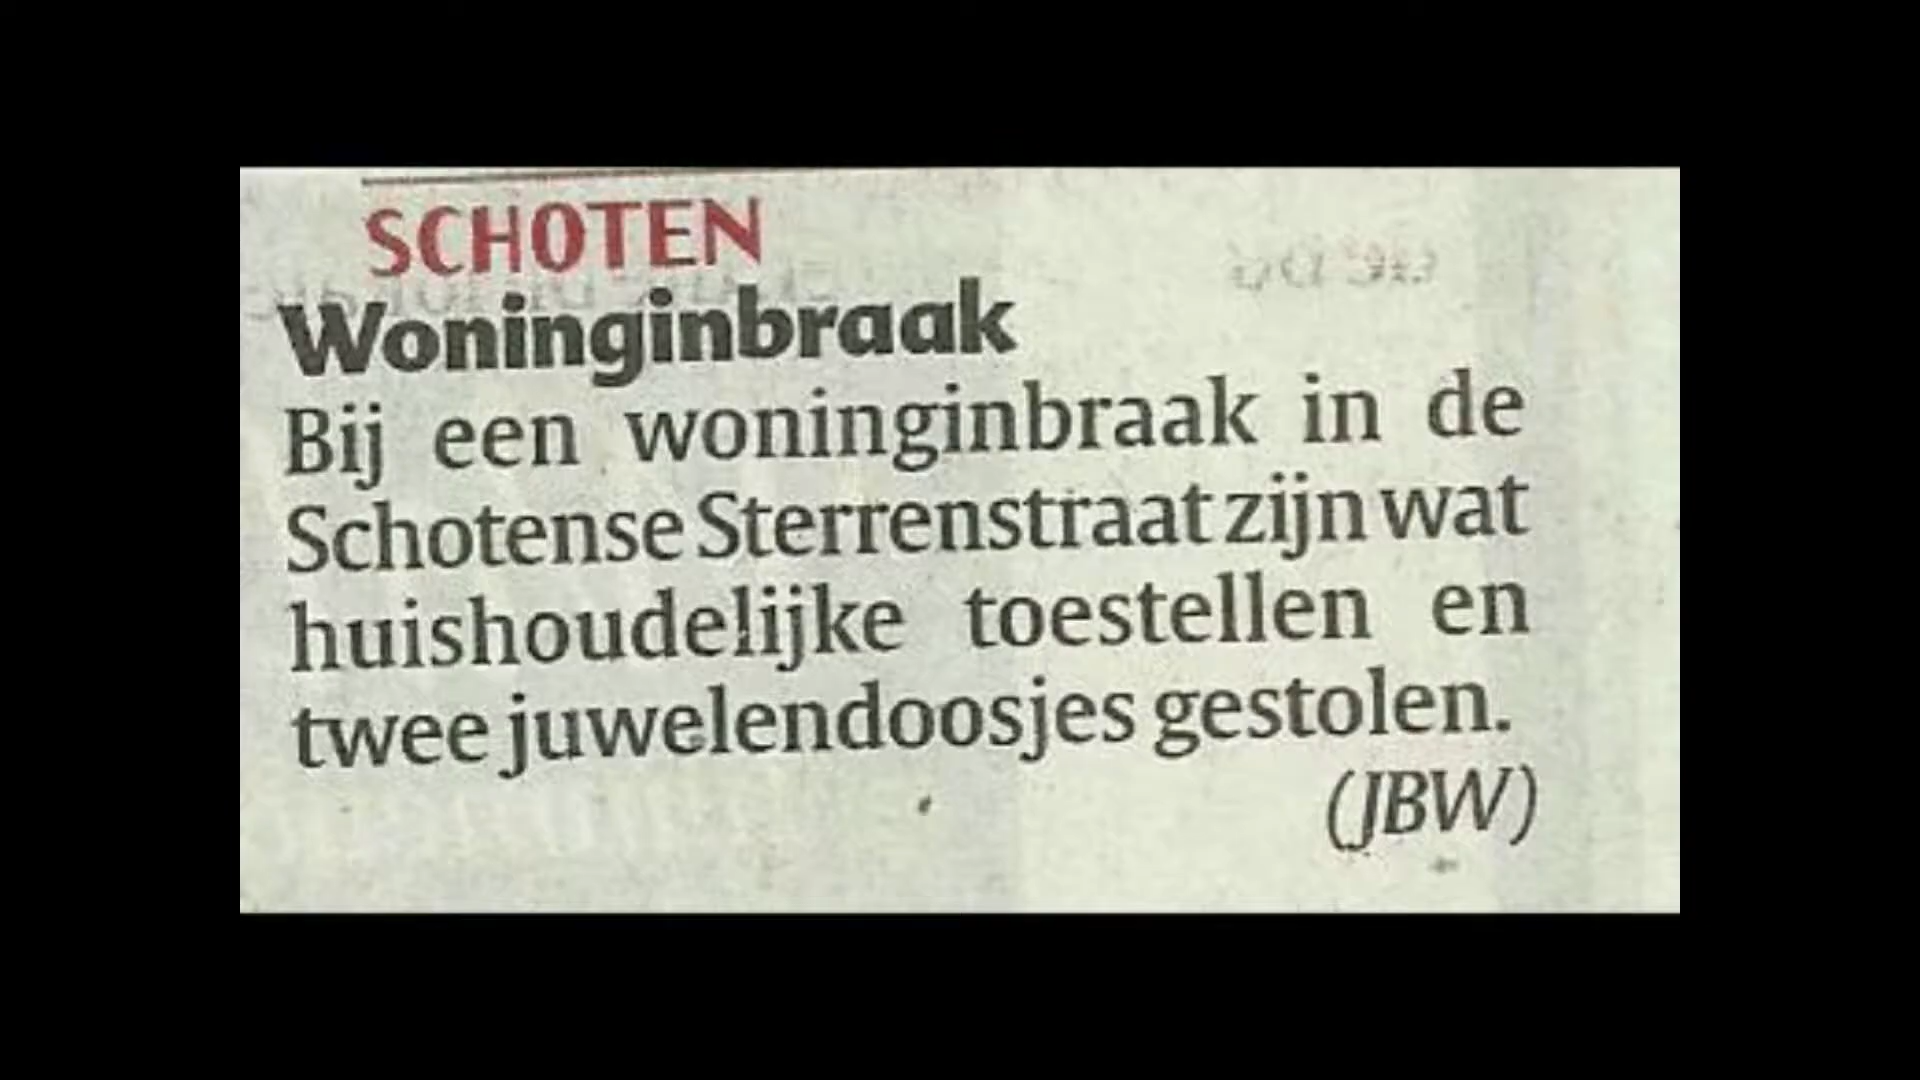 SCHOTEN
Woninginbraak
Bij een woninginbraak in de
Schotense Sterrenstraat zijn wat
huishoudelijke toestellen en
twee juwelendoosjes gestolen.
(JBW)